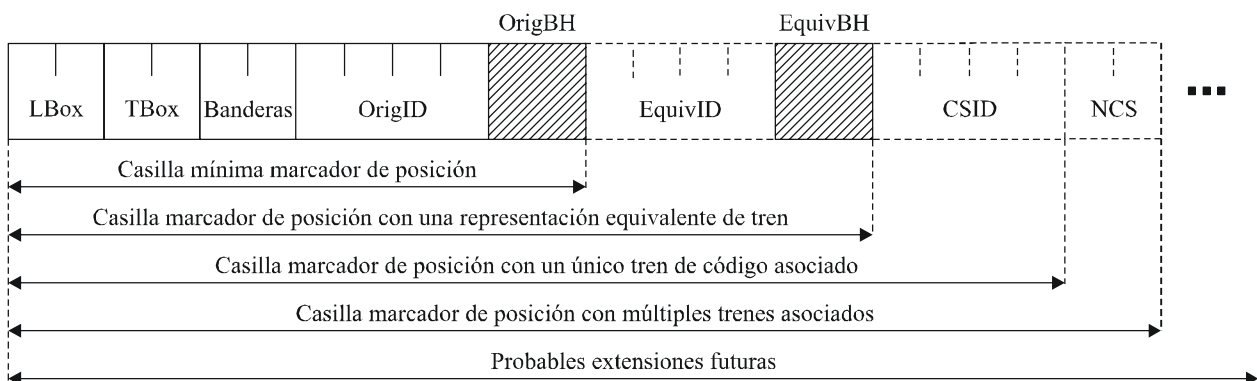 OrigBH EquivBH
LBox TBox Banderas OrigID EquivID CSID NCS
Casilla mínima marcador de posición
Casilla marcador de posición con una representación equivalente de tren
Casilla marcador de posición con un único tren de código asociado
Casilla marcador de posición con múltiples trenes asociados
Probables extensiones futuras